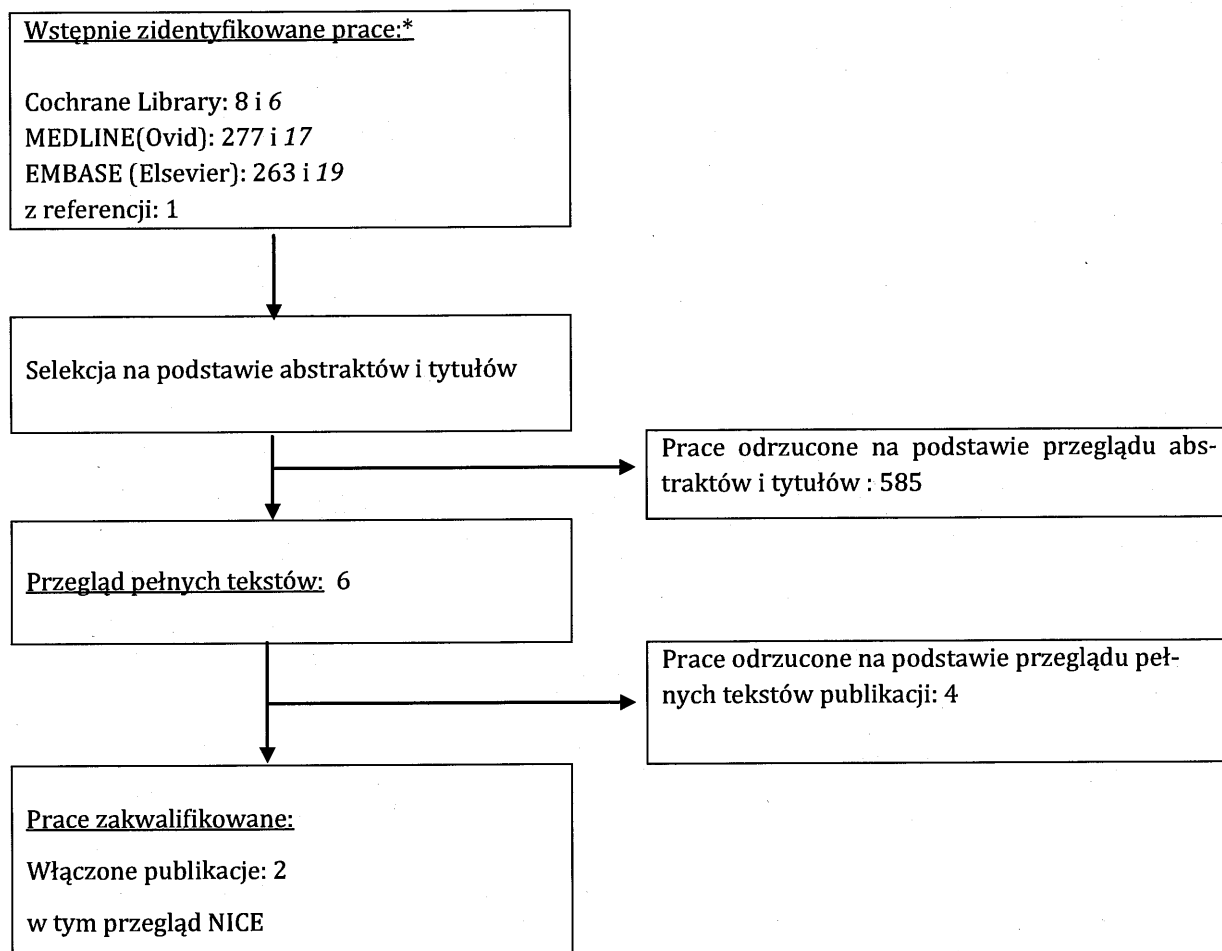 Wstępnie zidentyfikowane prace:*
Cochrane Library: 8 i 6
MEDLINE(Ovid): 277 i 17
EMBASE (Elsevier): 263 i 19
z referencji: 1
Selekcja na podstawie abstraktów i tytułów
Prace odrzucone na podstawie przeglądu abs-
traktów i tytułów : 585
Przegląd pełnych tekstów: 6
Prace odrzucone na podstawie przeglądu peł-
nych tekstów publikacji: 4
Prace zakwalifikowane:
Włączone publikacje: 2
w tym przegląd NICE